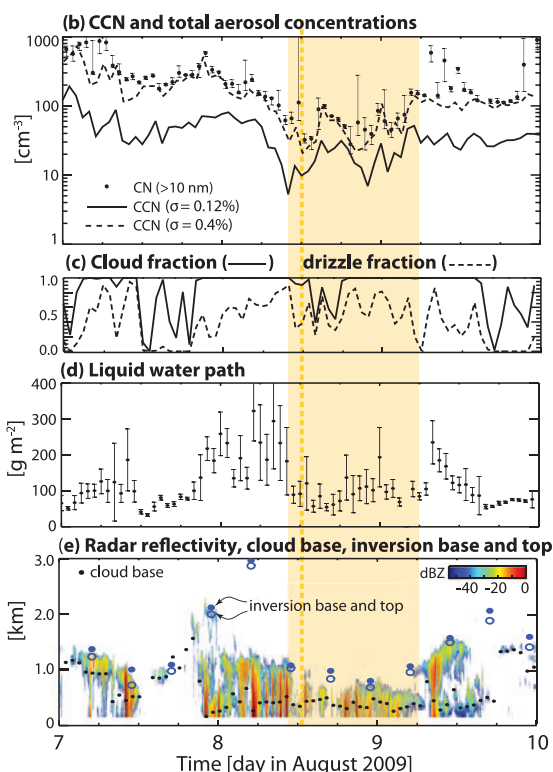 (b) CCN and total aerosol concentrations
1000
100
10
1
[cm⁻³]
CN (>10 nm)
CCN (σ= 0.12%)
CCN (σ= 0.4%)
(c) Cloud fraction (——) drizzle fraction (-----)
1.0
0.5
0.0
(d) Liquid water path
400
300
200
100
0
[g m⁻²]
(e) Radar reflectivity, cloud base, inversion base and top
3.0
2.0
1.0
0
[km]
cloud base
dBZ
-40 -20 0
inversion base and top
7 8 9 10
Time [day in August 2009]